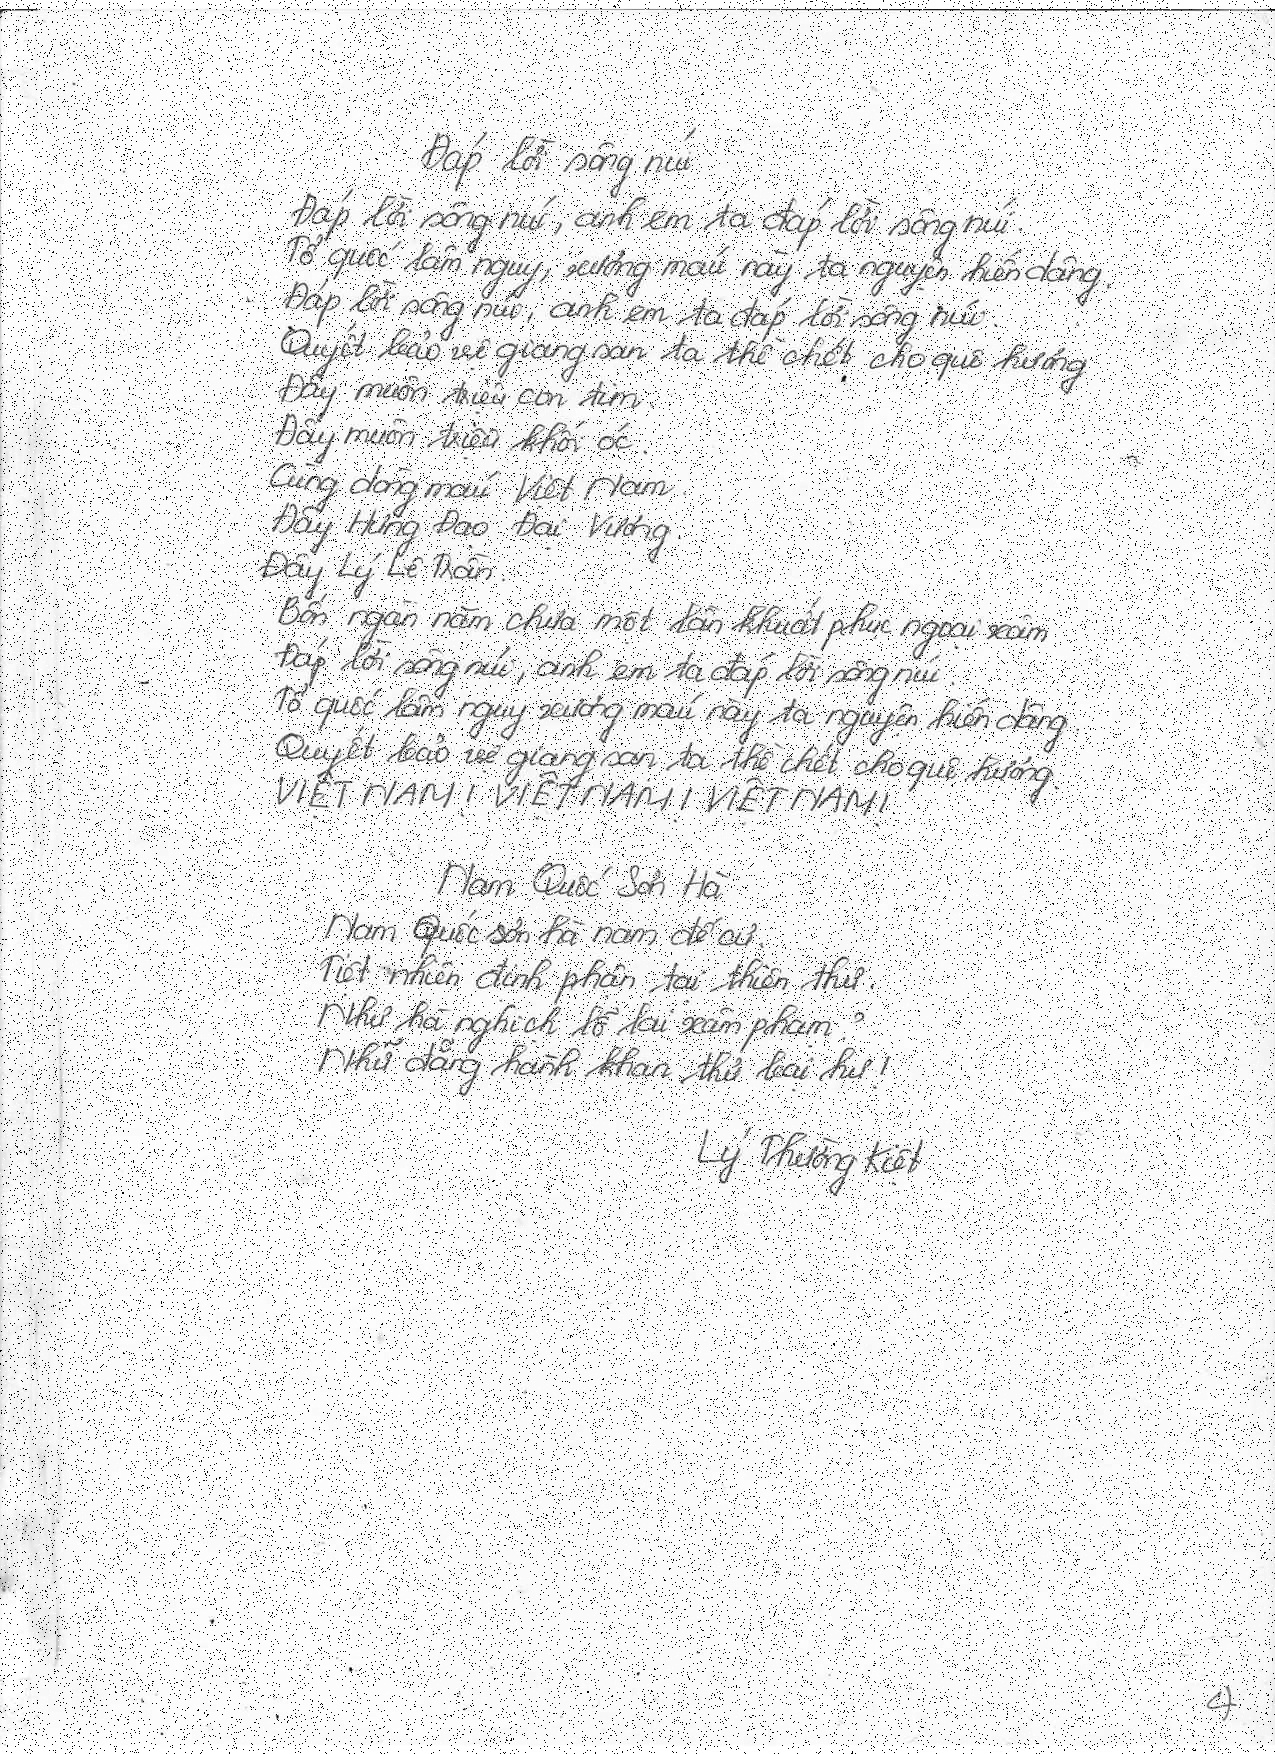 Đáp lời sông núi
Đáp lời sông núi, anh em ta đáp lời sông núi.
Tổ quốc lâm nguy, xương máu này ta nguyện hiến dâng.
Đáp lời sông núi, anh em ta đáp lời sông núi.
Quyết bảo vệ giang san ta thề chết cho quê hương
Đây muôn triệu con tim.
Đây muôn triệu khối óc.
Cùng dòng máu Việt Nam.
Đây Hưng Đạo Đại Vương.
Đây Lý Lê Trần.
Bốn ngàn năm chưa một lần khuất phục ngoại xâm
Đáp lời sông núi, anh em ta đáp lời sông núi.
Tổ quốc lâm nguy xương máu này ta nguyện hiến dâng
Quyết bảo vệ giang san ta thề chết cho quê hương.
VIỆT NAM! VIỆT NAM! VIỆT NAM!
Nam Quốc Sơn Hà
Nam Quốc sơn hà nam đế cư.
Tiệt nhiên định phận tại thiên thư.
Như hà nghịch lỗ lai xâm phạm?
Nhữ đẳng hành khan thủ bại hư!
Lý Thường Kiệt
4